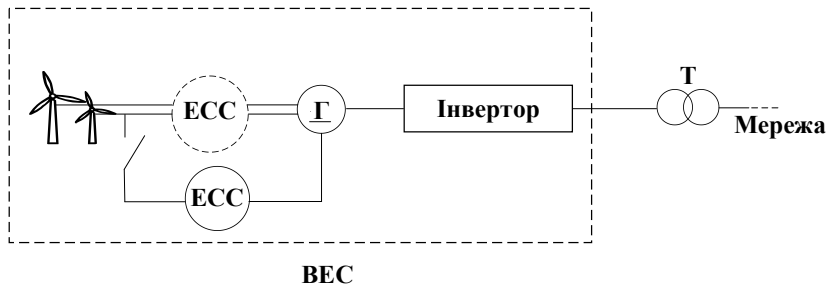 Т
ЕСС
Г
Інвертор
Мережа
ЕСС
ВЕС